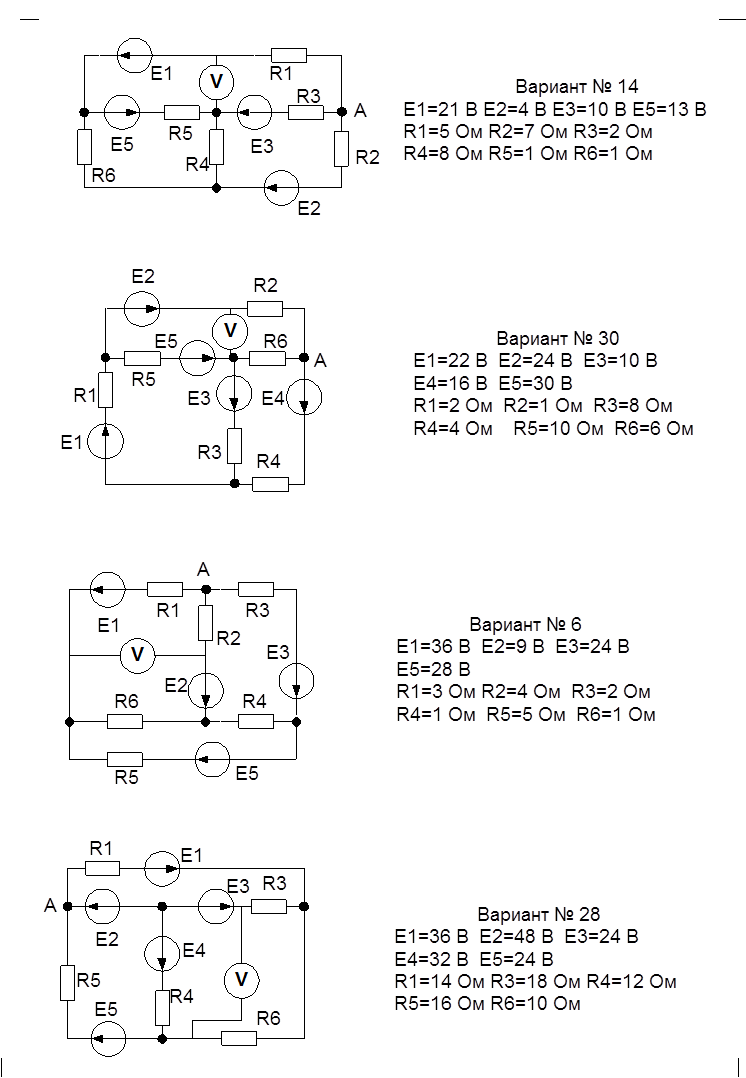 E1
R1
V
R3
A
R5
E5
E3
R4
R2
R6
E2
Вариант № 14
E1=21 В E2=4 В E3=10 В E5=13 В
R1=5 Ом R2=7 Ом R3=2 Ом
R4=8 Ом R5=1 Ом R6=1 Ом
E2
R2
V
E5
R6
A
R5
R1
E3
E4
E1
R3
R4
Вариант № 30
E1=22 В E2=24 В E3=10 В
E4=16 В E5=30 В
R1=2 Ом R2=1 Ом R3=8 Ом
R4=4 Ом R5=10 Ом R6=6 Ом
A
R1
R3
E1
R2
V
E3
E2
R6
R4
R5
E5
Вариант № 6
E1=36 В E2=9 В E3=24 В
E5=28 В
R1=3 Ом R2=4 Ом R3=2 Ом
R4=1 Ом R5=5 Ом R6=1 Ом
R1
E1
E3
R3
A
E2
E4
R5
V
R4
E5
R6
Вариант № 28
E1=36 В E2=48 В E3=24 В
E4=32 В E5=24 В
R1=14 Ом R3=18 Ом R4=12 Ом
R5=16 Ом R6=10 Ом